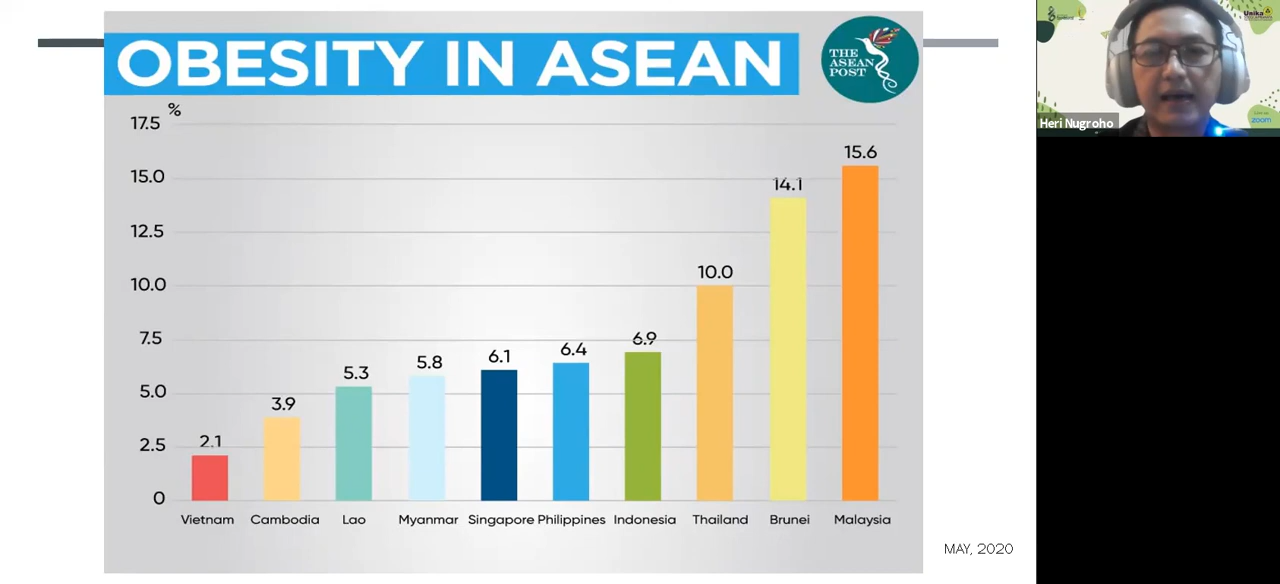 OBESITY IN ASEAN
THE
ASEAN
POST
%
17.5
15.0
12.5
10.0
7.5
5.0
2.5
0
2.1
3.9
5.3
5.8
6.1
6.4
6.9
10.0
14.1
15.6
Vietnam Cambodia Lao Myanmar Singapore Philippines Indonesia Thailand Brunei Malaysia
MAY, 2020
Heri Nugroho
Unika
zoom